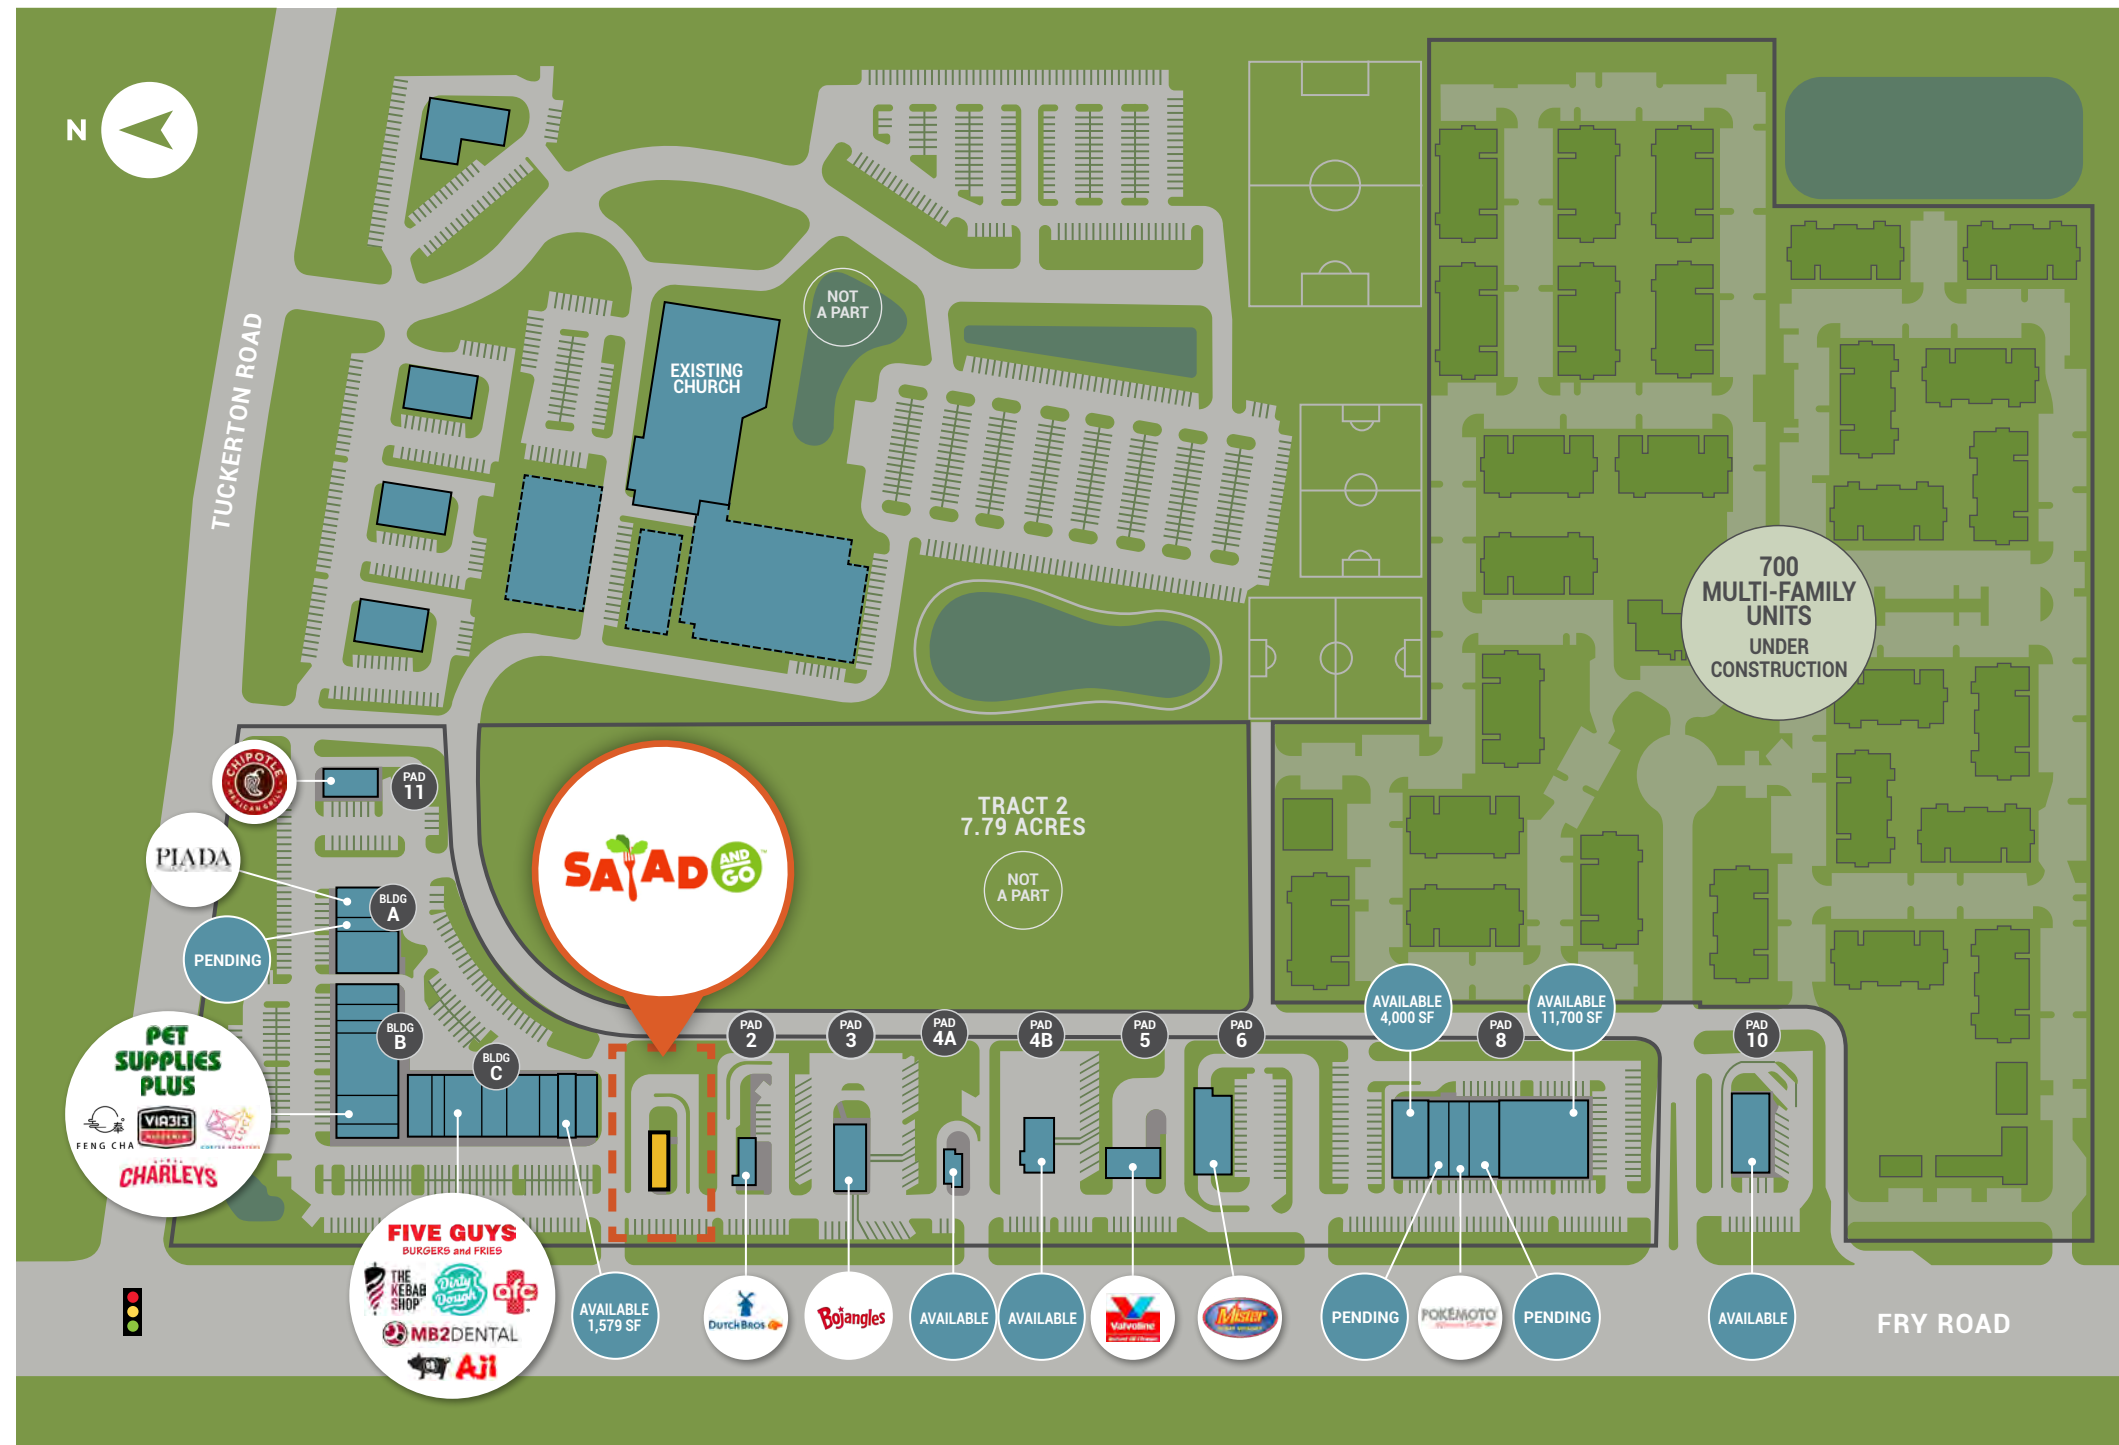 N
TUCKERTON ROAD
NOT
A PART
EXISTING
CHURCH
700
MULTI-FAMILY
UNITS
UNDER
CONSTRUCTION
CHIPOTLE
MEXICAN GRILL
PAD
11
PIADA
BLDG
A
PENDING
SALAD AND GO
TRACT 2
7.79 ACRES
NOT
A PART
PET
SUPPLIES
PLUS
FENG CHA
VIA313
CHARLEYS
BLDG
B
BLDG
C
PAD
2
PAD
3
PAD
4A
PAD
4B
PAD
5
PAD
6
AVAILABLE
4,000 SF
PAD
8
AVAILABLE
11,700 SF
PAD
10
FIVE GUYS
BURGERS and FRIES
THE
KEBAB
SHOP
Dirty
Dough
afc
MB2DENTAL
Aji
AVAILABLE
1,579 SF
DUTCH BROS
Bojangles
AVAILABLE
AVAILABLE
Valvoline
Mister
PENDING
POKÉMOTO
PENDING
AVAILABLE
FRY ROAD